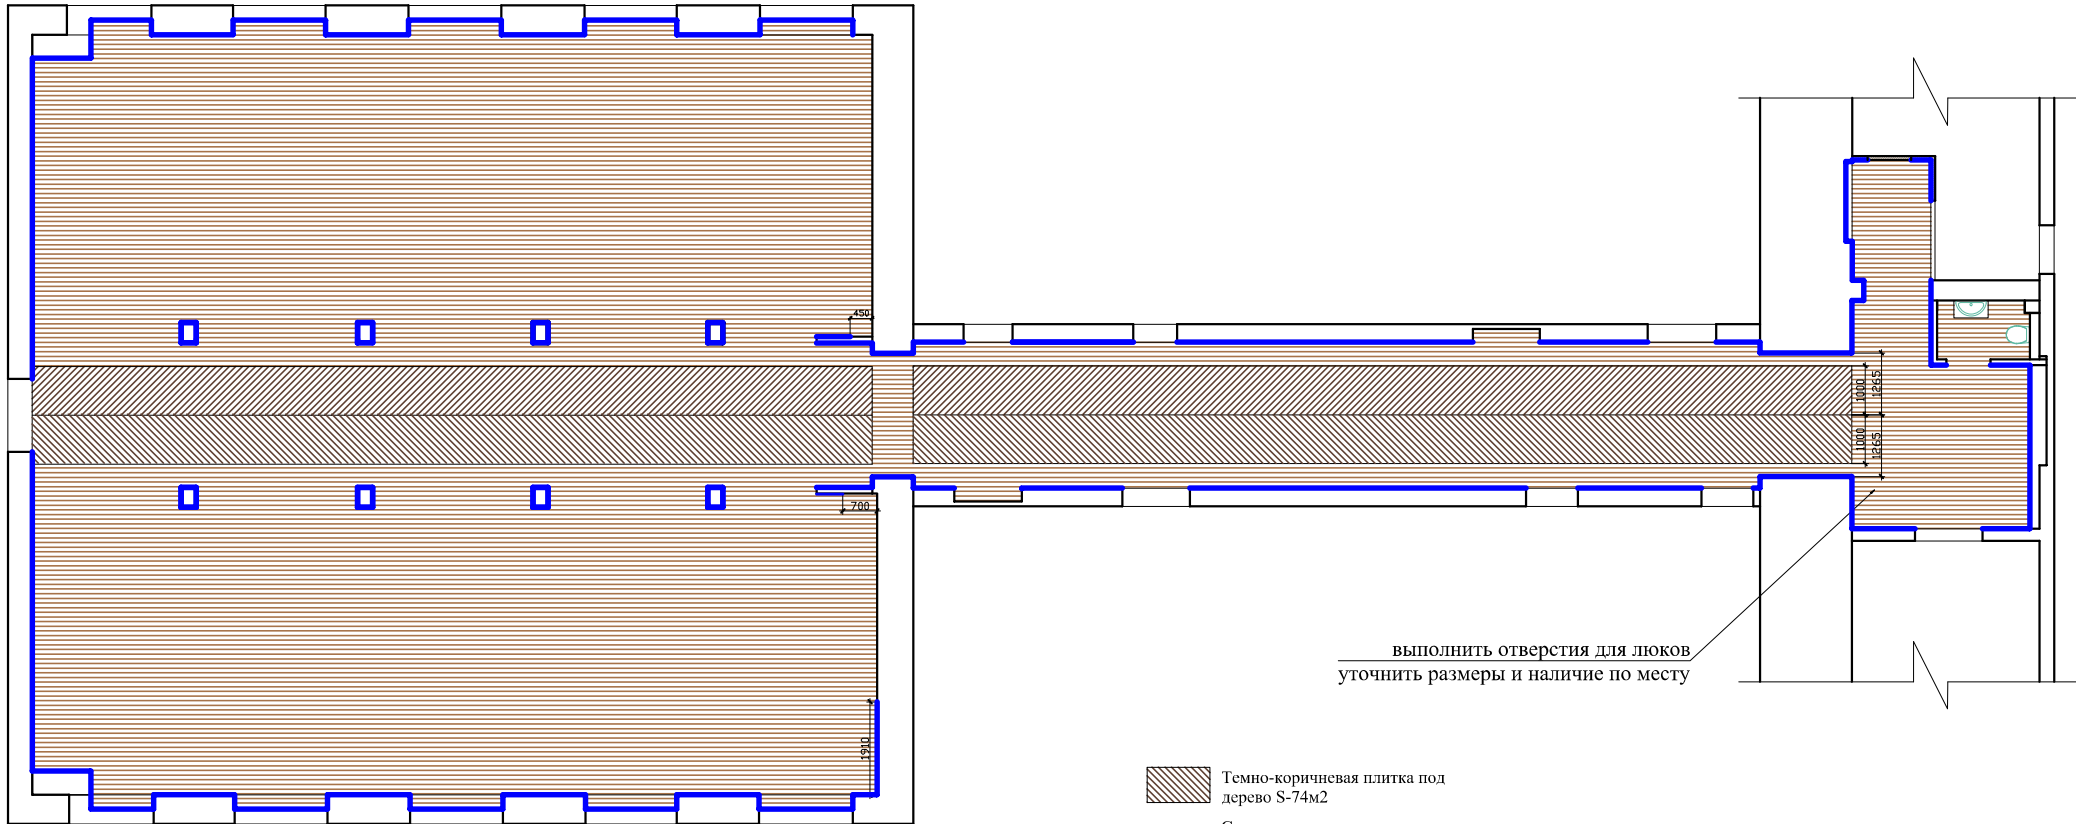 450
1000
1265
1000
1265
700
1910
выполнить отверстия для люков
уточнить размеры и наличие по месту
Темно-коричневая плитка под
дерево S-74м2